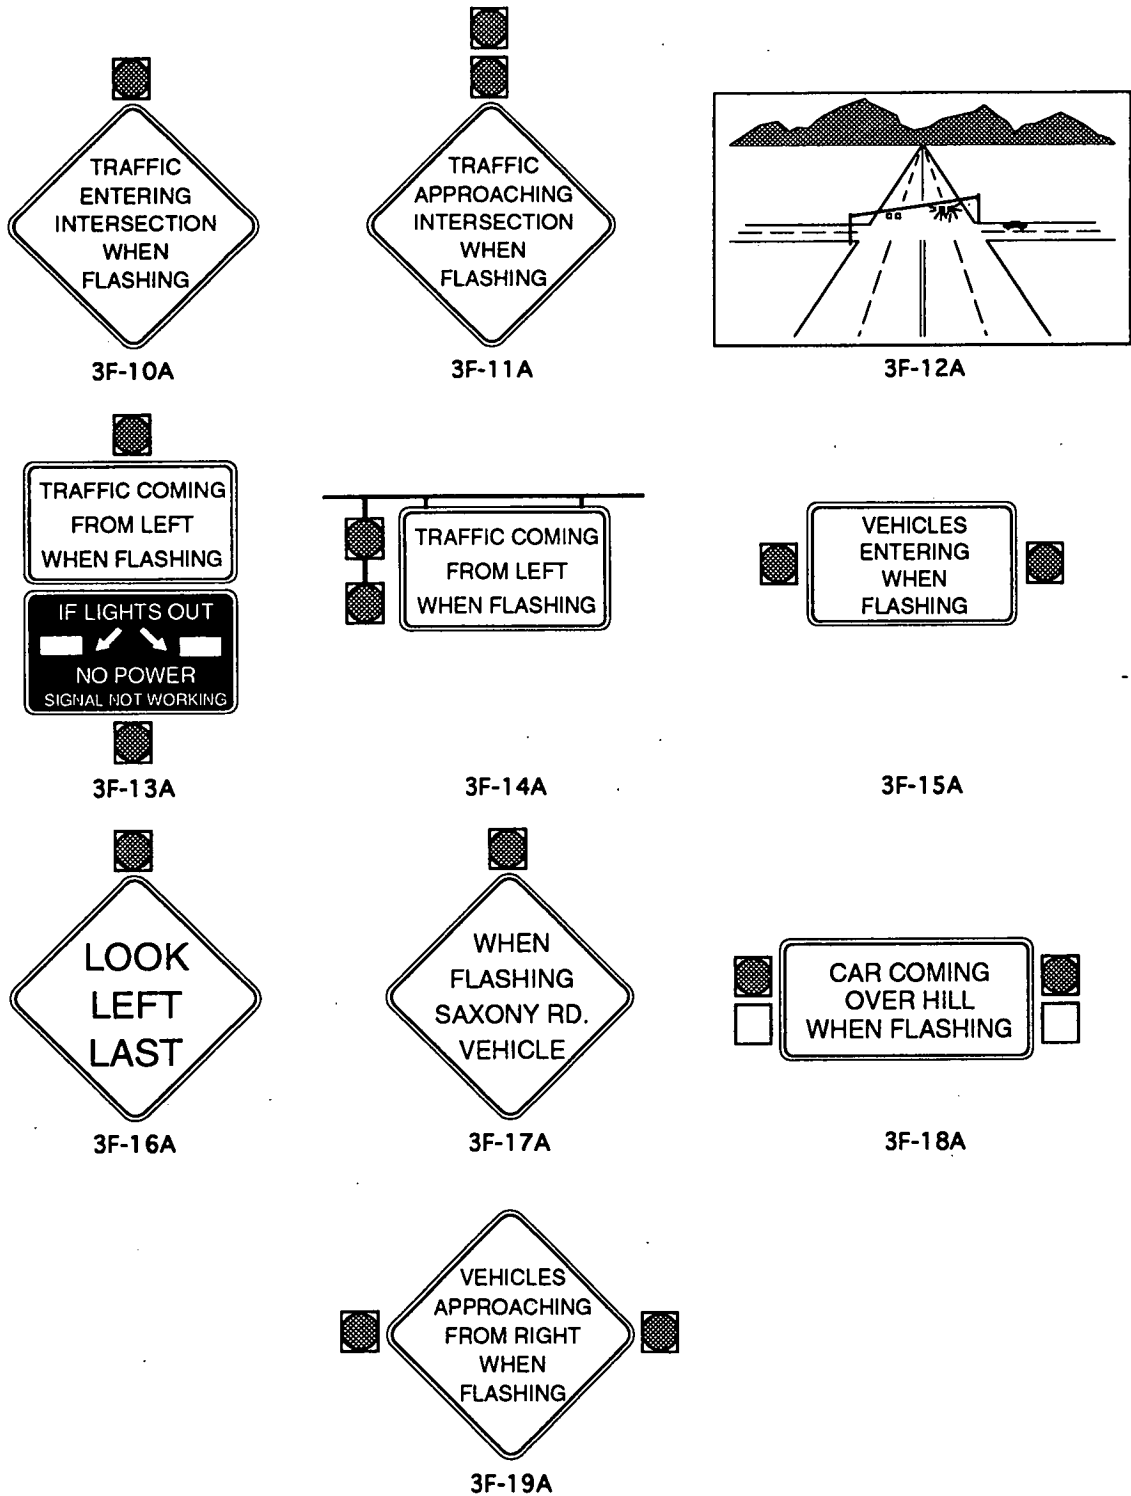 TRAFFIC
ENTERING
INTERSECTION
WHEN
FLASHING
3F-10A
TRAFFIC
APPROACHING
INTERSECTION
WHEN
FLASHING
3F-11A
3F-12A
TRAFFIC COMING
FROM LEFT
WHEN FLASHING
IF LIGHTS OUT
NO POWER
SIGNAL NOT WORKING
3F-13A
TRAFFIC COMING
FROM LEFT
WHEN FLASHING
3F-14A
VEHICLES
ENTERING
WHEN
FLASHING
3F-15A
LOOK
LEFT
LAST
3F-16A
WHEN
FLASHING
SAXONY RD.
VEHICLE
3F-17A
CAR COMING
OVER HILL
WHEN FLASHING
3F-18A
VEHICLES
APPROACHING
FROM RIGHT
WHEN
FLASHING
3F-19A